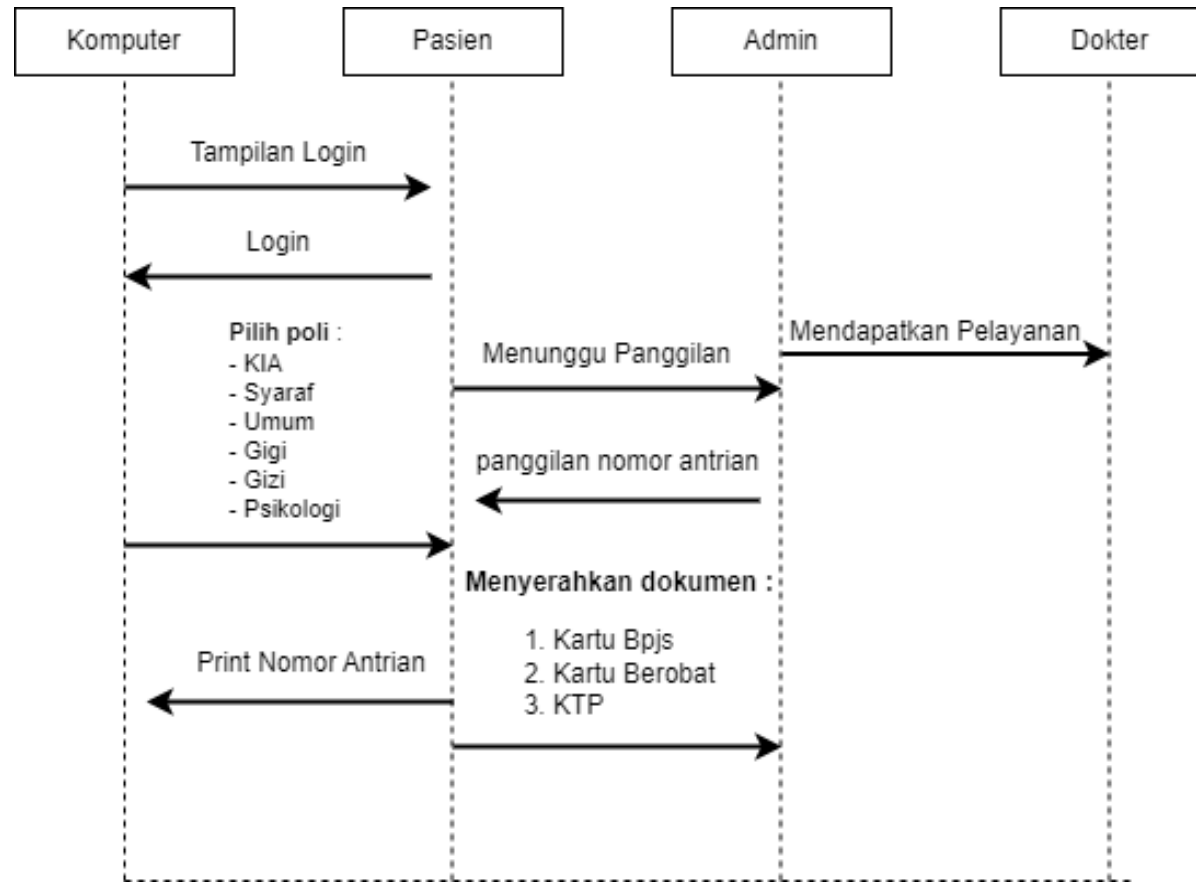 Komputer
Pasien
Admin
Dokter
Tampilan Login
Login
Pilih poli :
- KIA
- Syaraf
- Umum
- Gigi
- Gizi
- Psikologi
Print Nomor Antrian
Menunggu Panggilan
panggilan nomor antrian
Menyerahkan dokumen :
1. Kartu Bpjs
2. Kartu Berobat
3. KTP
Mendapatkan Pelayanan